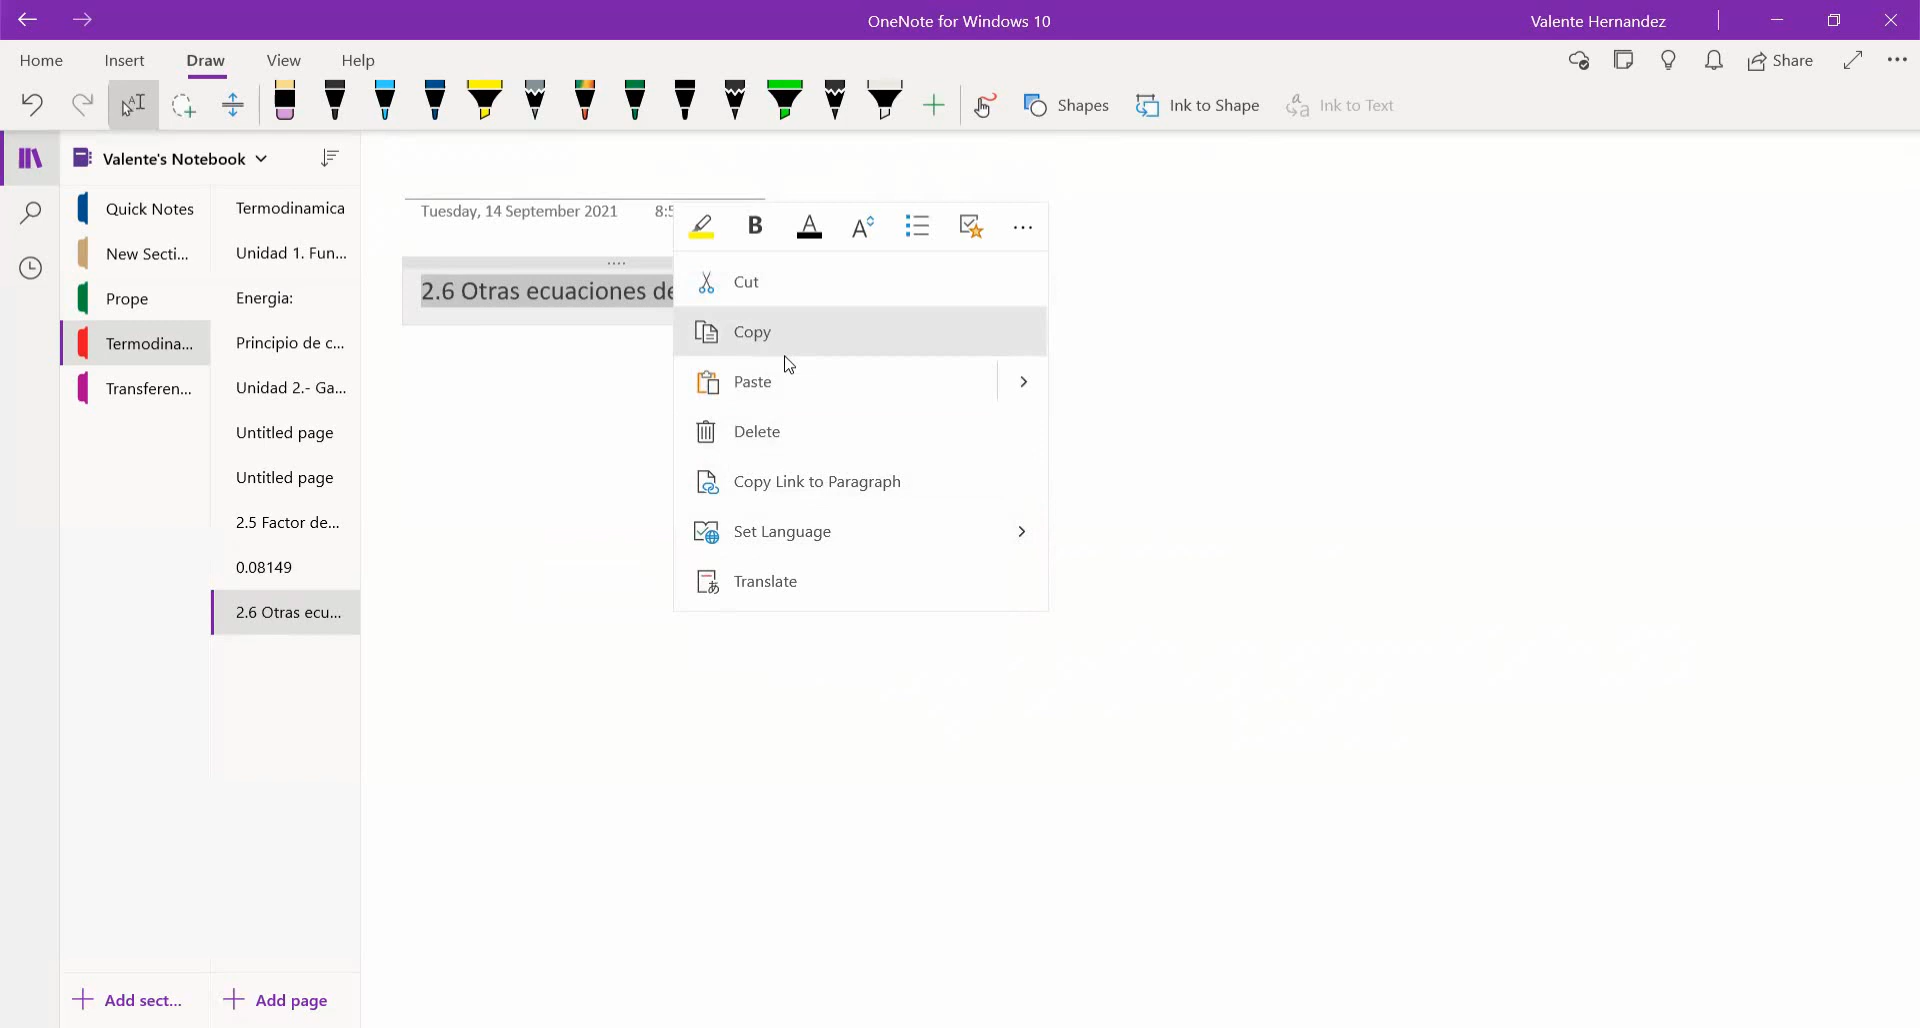 OneNote for Windows 10
Valente Hernandez
Home
Insert
Draw
View
Help
Share
Shapes
Ink to Shape
Ink to Text
Valente's Notebook
Quick Notes
New Secti...
Prope
Termodina...
Transferen...
Termodinamica
Unidad 1. Fun...
Energia:
Principio de c...
Unidad 2.- Ga...
Untitled page
Untitled page
2.5 Factor de...
0.08149
2.6 Otras ecu...
Add sect...
Add page
Tuesday, 14 September 2021 8:5
2.6 Otras ecuaciones de
Cut
Copy
Paste
Delete
Copy Link to Paragraph
Set Language
Translate